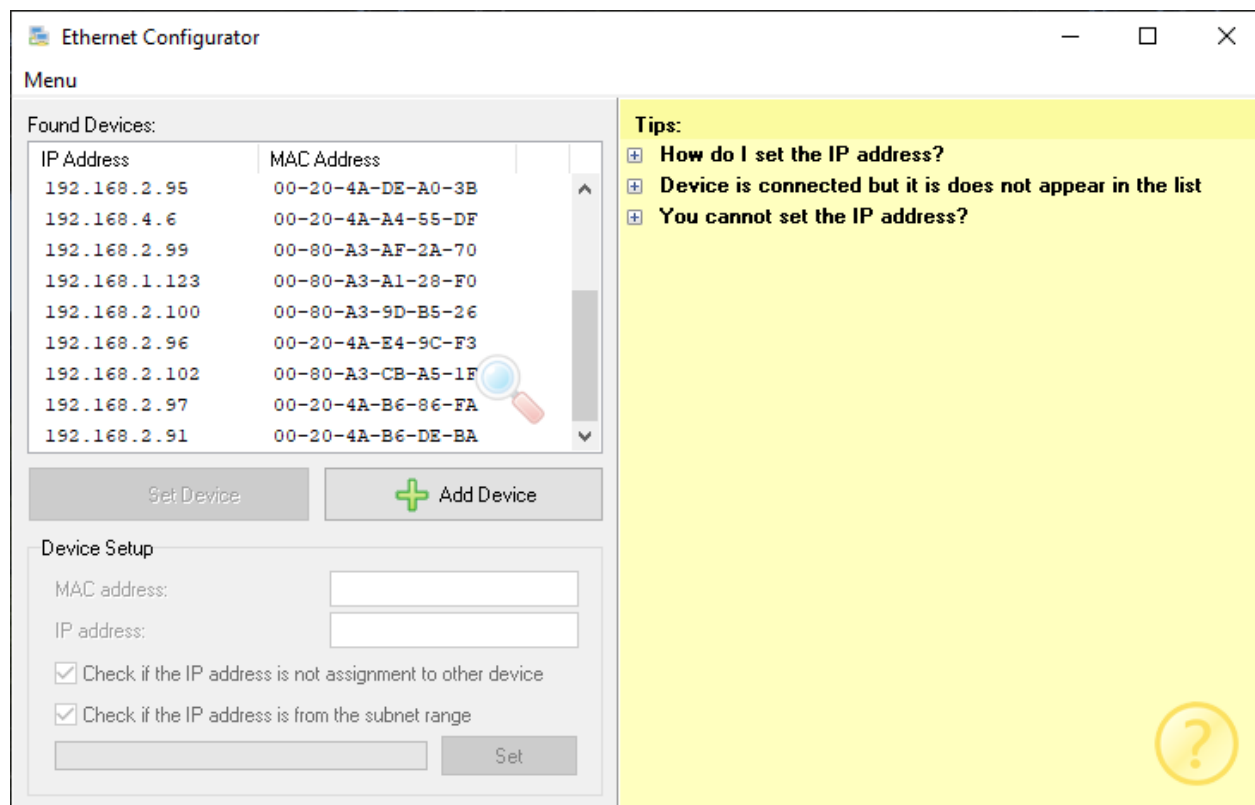 Ethernet Configurator
Menu
Found Devices:
IP Address MAC Address
192.168.2.95 00-20-4A-DE-A0-3B
192.168.4.6 00-20-4A-A4-55-DF
192.168.2.99 00-80-A3-AF-2A-70
192.168.1.123 00-80-A3-A1-28-F0
192.168.2.100 00-80-A3-9D-B5-26
192.168.2.96 00-20-4A-E4-9C-F3
192.168.2.102 00-80-A3-CB-A5-1F
192.168.2.97 00-20-4A-B6-86-FA
192.168.2.91 00-20-4A-B6-DE-BA
Set Device Add Device
Device Setup
MAC address:
IP address:
Check if the IP address is not assignment to other device
Check if the IP address is from the subnet range
Set
Tips:
How do I set the IP address?
Device is connected but it is does not appear in the list
You cannot set the IP address?
?